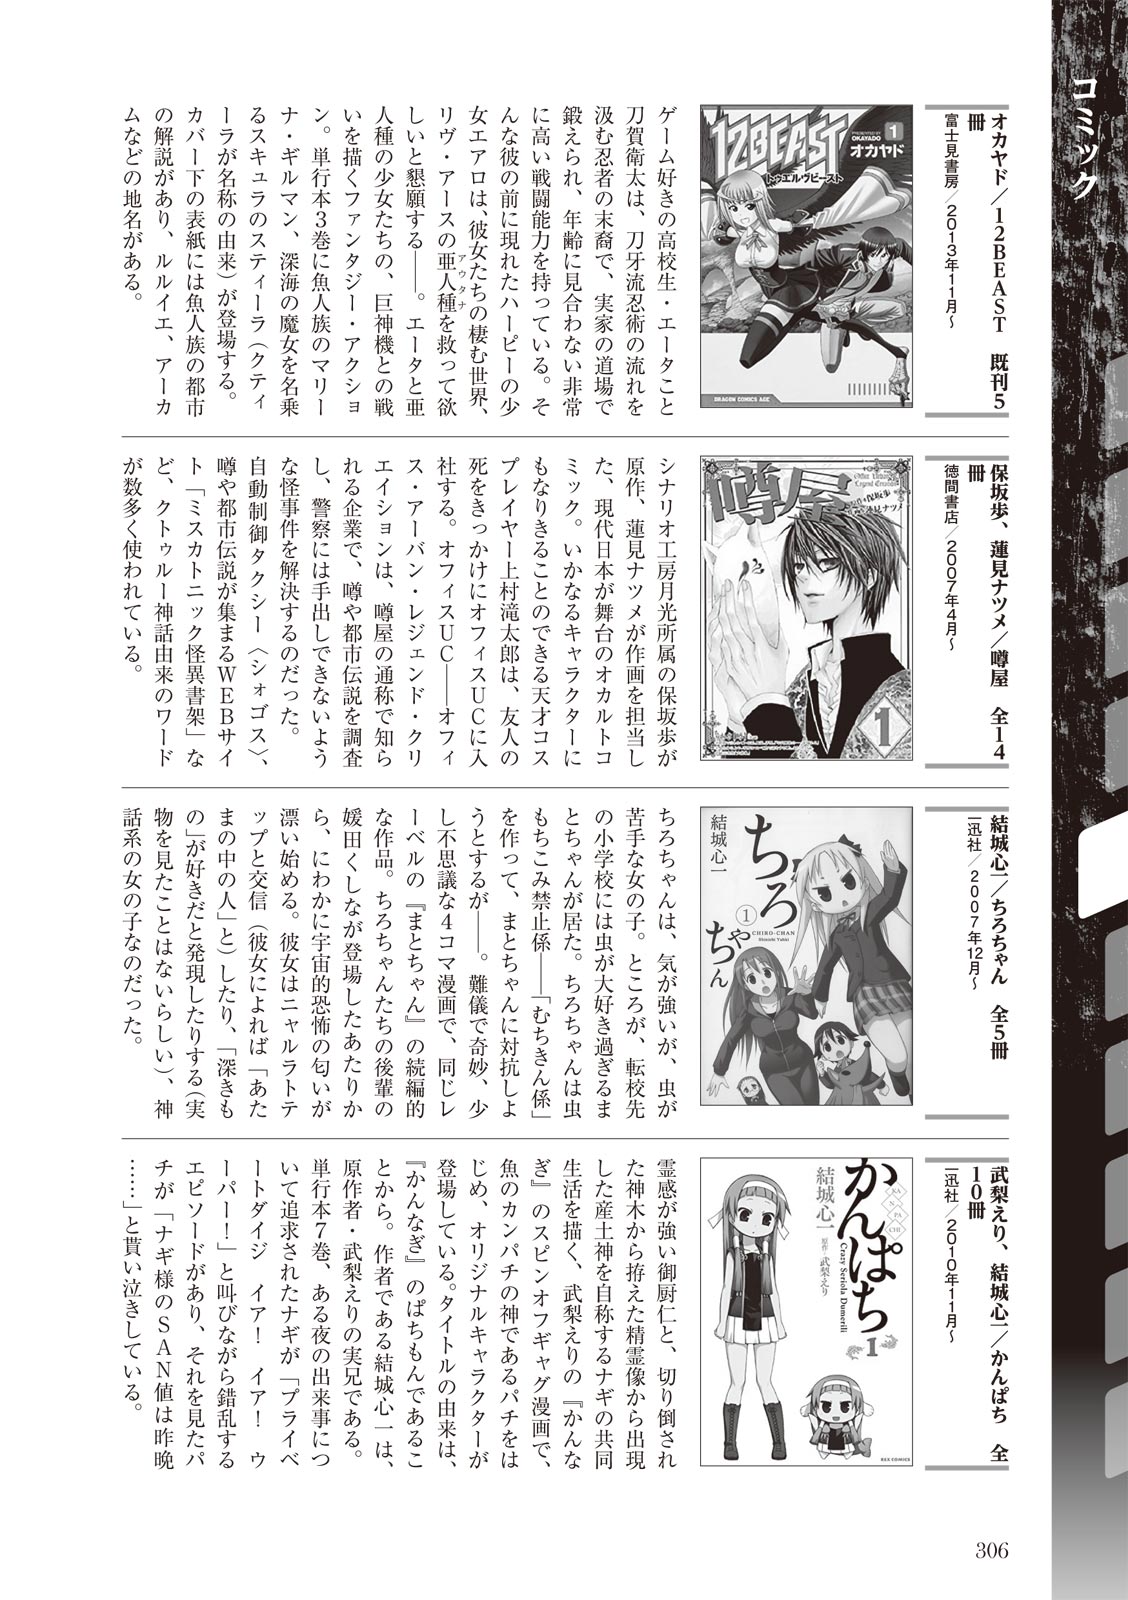 コミック
オカヤド／12BEAST　既刊5
冊
富士見書房／2013年11月〜
12BEAST
1
PRESENTED BY
OKAYADO
オカヤド
トゥエルヴビースト
DRAGON COMICS AGE
ゲーム好きの高校生・エータこと
刀賀衛太は、刀牙流忍術の流れを
汲む忍者の末裔で、実家の道場で
鍛えられ、年齢に見合わない非常
に高い戦闘能力を持っている。そ
んな彼の前に現れたハーピーの少
女エアロは、彼女たちの棲む世界、
リヴ・アースの亜人種を救って欲
アウタナ
しいと懇願する――。エータと亜
人種の少女たちの、巨神機との戦
いを描くファンタジー・アクショ
ン。単行本3巻に魚人族のマリー
ナ・ギルマン、深海の魔女を名乗
るスキュラのスティーラ（クティ
ーラが名称の由来）が登場する。
カバー下の表紙には魚人族の都市
の解説があり、ルルイエ、アーカ
ムなどの地名がある。
保坂歩、蓮見ナツメ／噂屋　全14
冊
徳間書店／2007年4月〜
噂屋
Office Urban
Legend Creation
保坂歩
蓮見ナツメ
1
シナリオ工房月光所属の保坂歩が
原作、蓮見ナツメが作画を担当し
た、現代日本が舞台のオカルトコ
ミック。いかなるキャラクターに
もなりきることのできる天才コス
プレイヤー上村滝太郎は、友人の
死をきっかけにオフィスUCに入
社する。オフィスUC――オフィ
ス・アーバン・レジェンド・クリ
エイションは、噂屋の通称で知ら
れる企業で、噂や都市伝説を調査
し、警察には手出しできないよう
な怪事件を解決するのだった。
自動制御タクシー〈ショゴス〉、
噂や都市伝説が集まるWEBサイ
ト「ミスカトニック怪異書架」な
ど、クトゥルー神話由来のワード
が数多く使われている。
結城心一／ちろちゃん　全5冊
一迅社／2007年12月〜
ちろちゃん
1
CHIRO-CHAN
Shinichi Yuhki
結城心一
ちろちゃんは、気が強いが、虫が
苦手な女の子。ところが、転校先
の小学校には虫が大好き過ぎるま
とちゃんが居た。ちろちゃんは虫
もちこみ禁止係――「むちきん係」
を作って、まとちゃんに対抗しよ
うとするが――。難儀で奇妙、少
し不思議な4コマ漫画で、同じレ
ーベルの『まとちゃん』の続編的
な作品。ちろちゃんたちの後輩の
媛田くしなが登場したあたりか
ら、にわかに宇宙的恐怖の匂いが
漂い始める。彼女はニャルラトテ
ップと交信（彼女によれば「あた
まの中の人」と）したり、「深きも
の」が好きだと発現したりする（実
物を見たことはないらしい）、神
話系の女の子なのだった。
武梨えり、結城心一／かんぱち　全
10冊
一迅社／2010年11月〜
かんぱち
KA
N
PA
CHI
Crazy Seriola Dumerili
1
結城心一
原作 武梨えり
REX COMICS
霊感が強い御厨仁と、切り倒され
た神木から拵えた精霊像から出現
した産土神を自称するナギの共同
生活を描く、武梨えりの『かんな
ぎ』のスピンオフギャグ漫画で、
魚のカンパチの神であるパチをは
じめ、オリジナルキャラクターが
登場している。タイトルの由来は、
『かんなぎ』のぱちもんであるこ
とから。作者である結城心一は、
原作者・武梨えりの実兄である。
単行本7巻、ある夜の出来事につ
いて追求されたナギが「プライベ
ートダイジ　イア！　イア！　ウ
ーパー！」と叫びながら錯乱する
エピソードがあり、それを見たパ
チが「ナギ様のSAN値は昨晩
……」と貰い泣きしている。
306